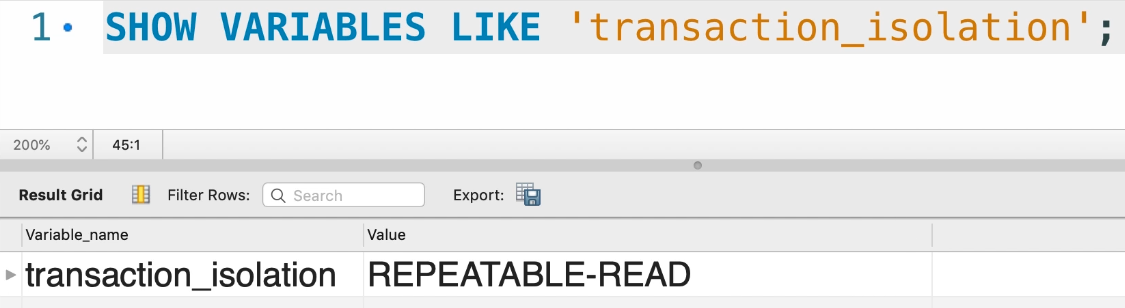 1 SHOW VARIABLES LIKE 'transaction_isolation';
200% 45:1
Result Grid Filter Rows: Search Export:
Variable_name Value
transaction_isolation REPEATABLE-READ